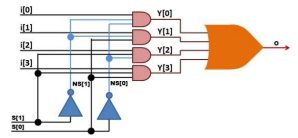 i[0]
Y[0]
i[1]
Y[1]
i[2]
Y[2]
i[3]
Y[3]
o
NS[1]
NS[0]
S[1]
S[0]